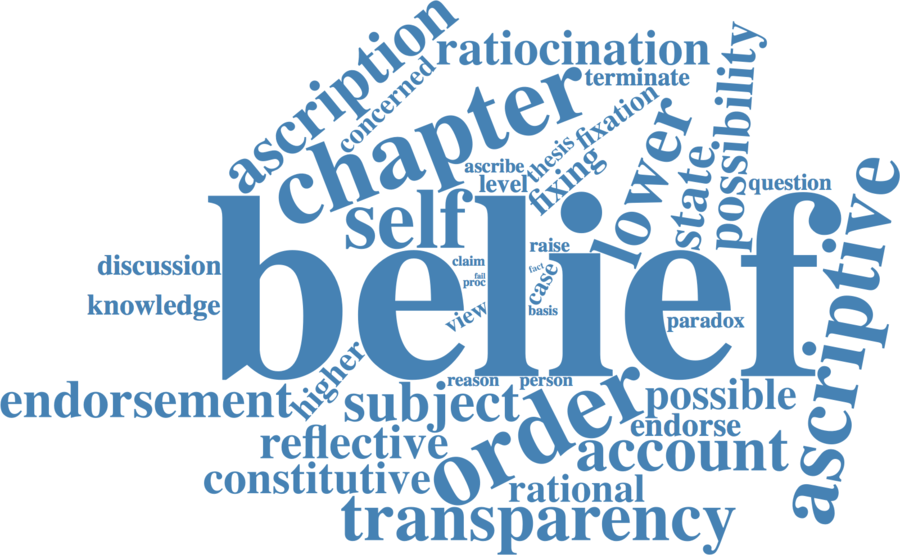 ascription
ratiocination
concerned
terminate
chapter
possibility
fixation
thesis
lower
ascribe
level
fixing
state
question
ascriptive
self
belief
raise
discussion
claim
fact
fail
case
proc
knowledge
basis
view
paradox
higher
reason
person
endorsement
subject
order
possible
endorse
reflective
account
constitutive
rational
transparency